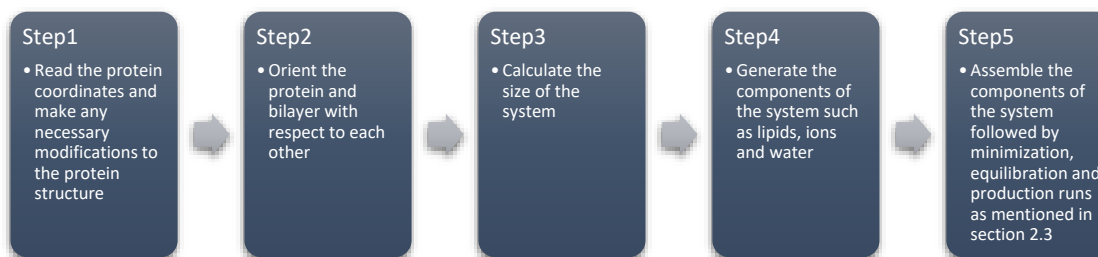 Step1
• Read the protein
coordinates and
make any
necessary
modifications to
the protein
structure
Step2
• Orient the
protein and
bilayer with
respect to each
other
Step3
• Calculate the
size of the
system
Step4
• Generate the
components of
the system such
as lipids, ions
and water
Step5
• Assemble the
components of
the system
followed by
minimization,
equilibration and
production runs
as mentioned in
section 2.3